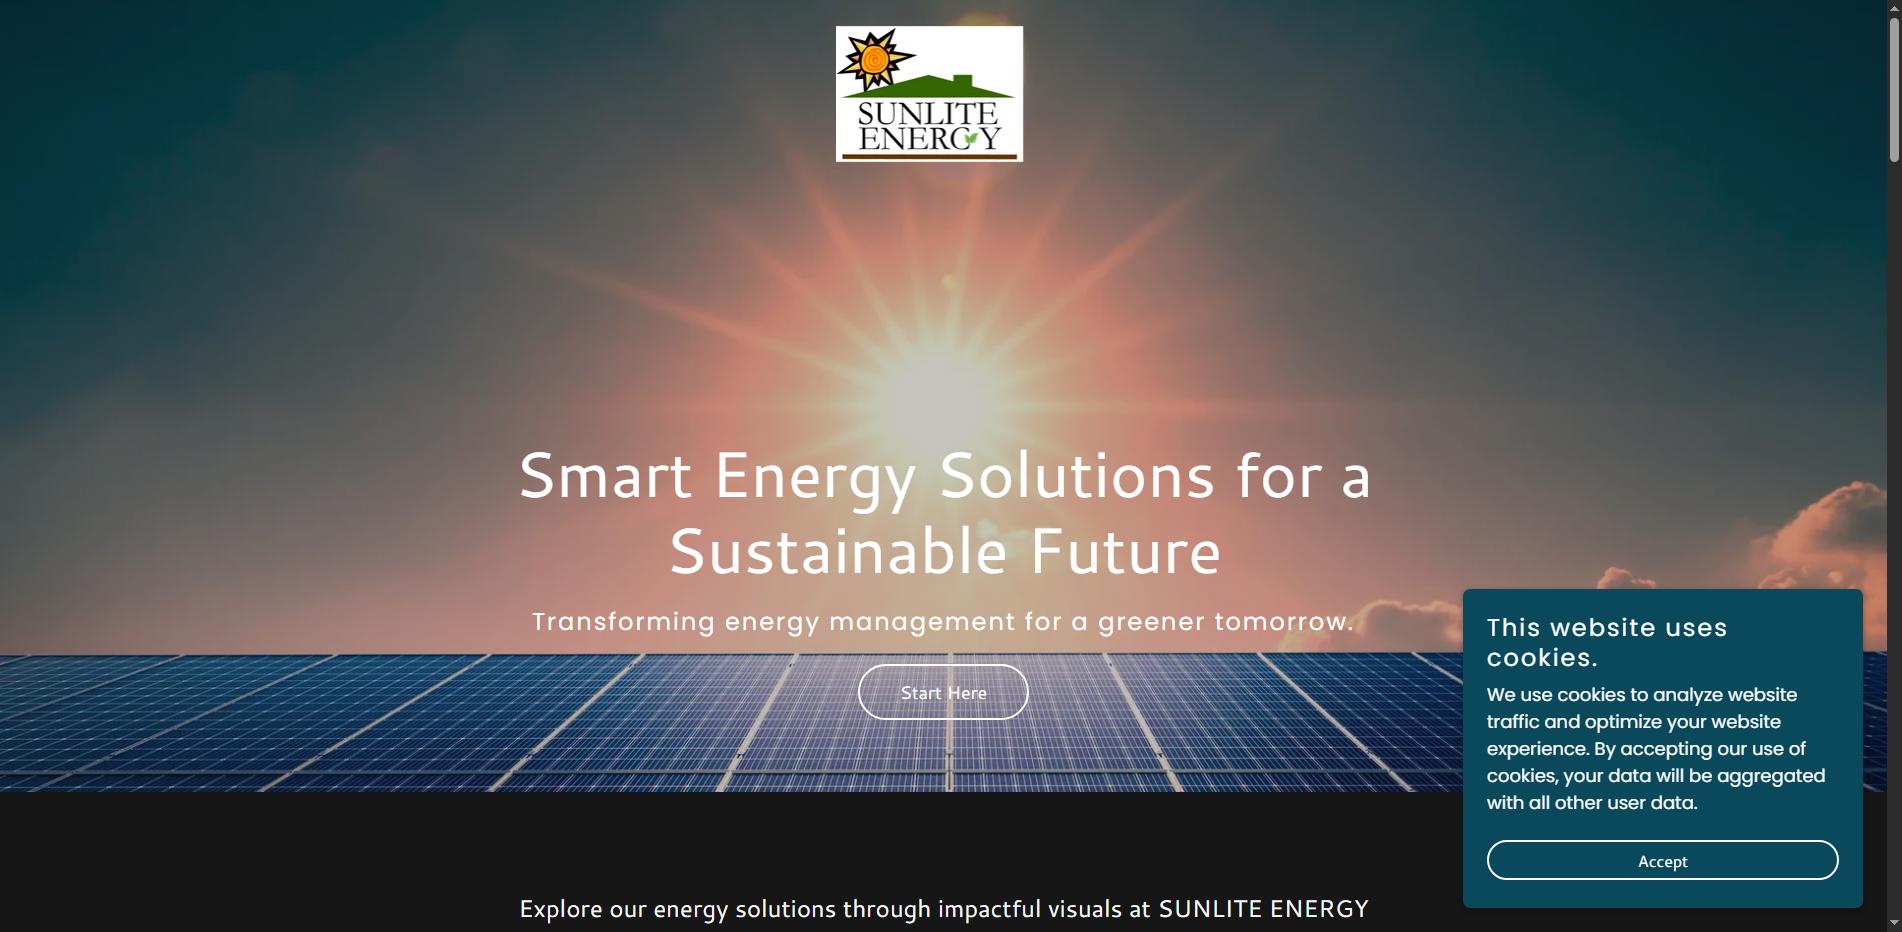 SUNLITE
ENERGY
Smart Energy Solutions for a
Sustainable Future
Transforming energy management for a greener tomorrow.
Start Here
This website uses
cookies.
We use cookies to analyze website
traffic and optimize your website
experience. By accepting our use of
cookies, your data will be aggregated
with all other user data.
Accept
Explore our energy solutions through impactful visuals at SUNLITE ENERGY